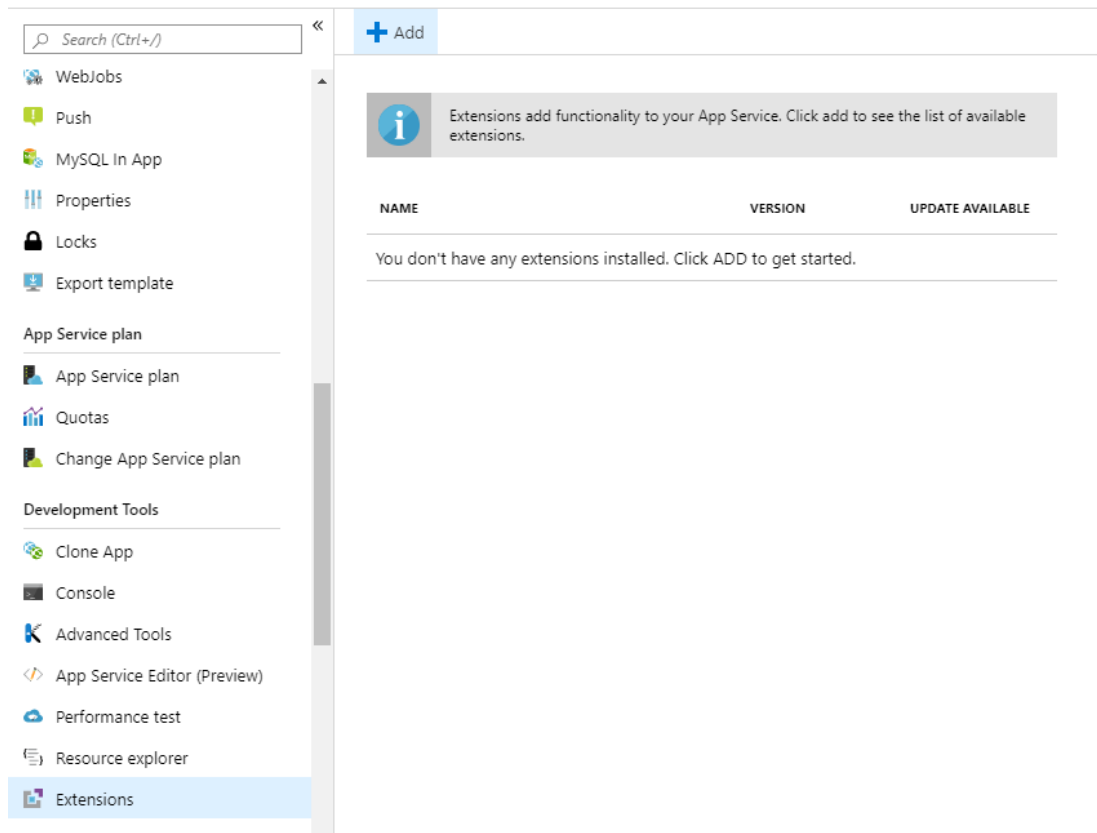 Search (Ctrl+/)
«
WebJobs
Push
MySQL In App
Properties
Locks
Export template
App Service plan
App Service plan
Quotas
Change App Service plan
Development Tools
Clone App
Console
Advanced Tools
App Service Editor (Preview)
Performance test
Resource explorer
Extensions
Add
Extensions add functionality to your App Service. Click add to see the list of available
extensions.
NAME VERSION UPDATE AVAILABLE
You don't have any extensions installed. Click ADD to get started.